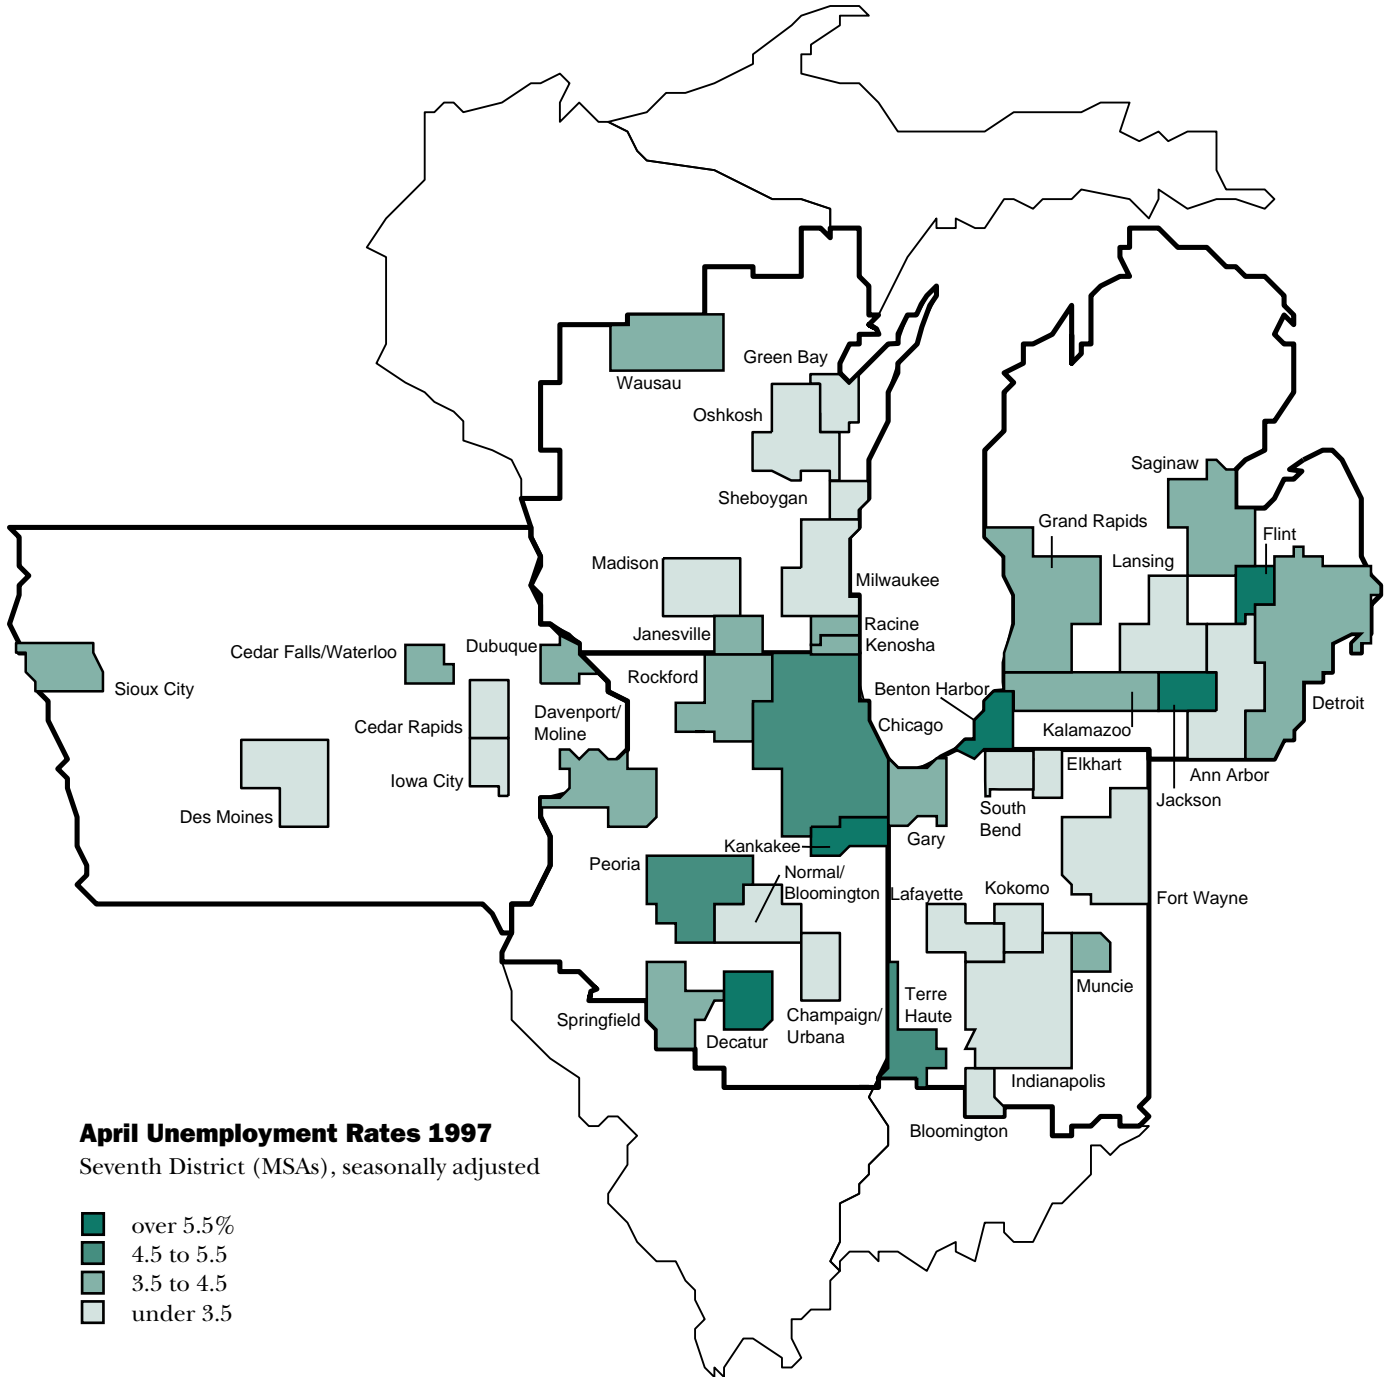 Green Bay
Wausau
Oshkosh
Saginaw
Sheboygan
Grand Rapids
Flint
Lansing
Madison
Milwaukee
Racine
Janesville
Kenosha
Cedar Falls/Waterloo
Dubuque
Rockford
Sioux City
Benton Harbor
Detroit
Davenport/
Moline
Cedar Rapids
Chicago
Kalamazoo
Elkhart
Ann Arbor
Iowa City
Jackson
South
Bend
Des Moines
Gary
Kankakee
Peoria
Normal/
Bloomington
Lafayette
Kokomo
Fort Wayne
Muncie
Terre
Haute
Champaign/
Urbana
Springfield
Decatur
Indianapolis
Bloomington
April Unemployment Rates 1997
Seventh District (MSAs), seasonally adjusted
over 5.5%
4.5 to 5.5
3.5 to 4.5
under 3.5